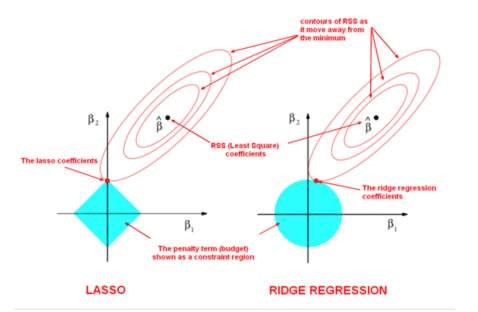 contours of RSS as
it move away from
the minimum
β₂
β̂
β₂
β̂
RSS (Least Square)
coefficients
The lasso coefficients
The ridge regression
coefficients
β₁
β₁
The penalty term (budget)
shown as a constraint region
LASSO
RIDGE REGRESSION